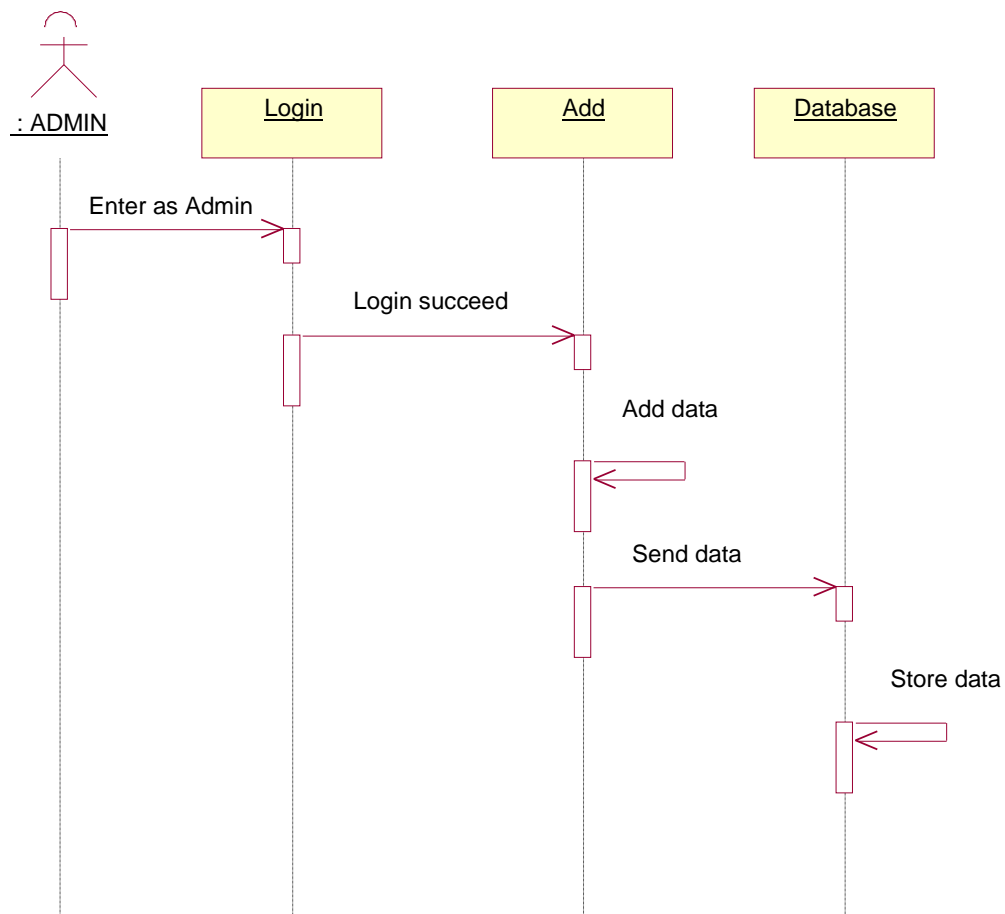 : ADMIN
Login
Add
Database
Enter as Admin
Login succeed
Add data
Send data
Store data